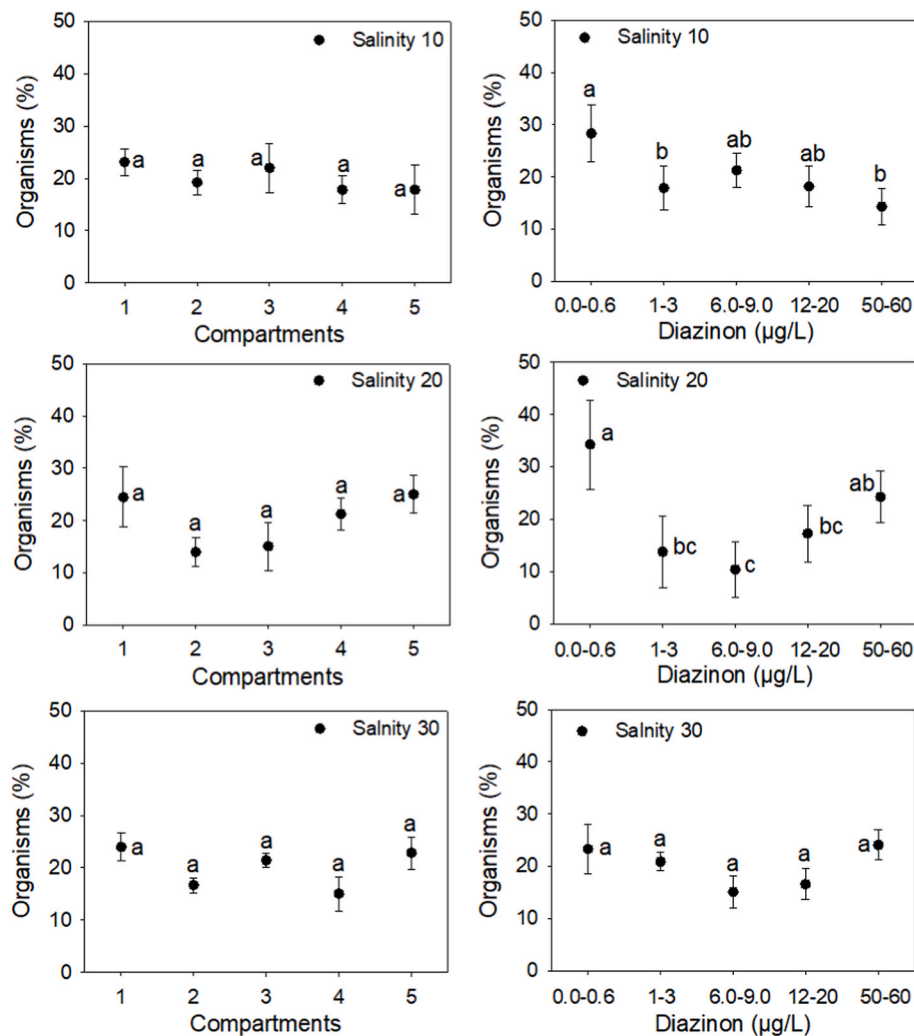 50
40
30
20
10
0
Organisms (%)
Salinity 10
a
a
a
a
a
1 2 3 4 5
Compartments
50
40
30
20
10
0
Organisms (%)
Salinity 10
a
b
ab
ab
b
0.0-0.6 1-3 6.0-9.0 12-20 50-60
Diazinon (µg/L)
50
40
30
20
10
0
Organisms (%)
Salinity 20
a
a
a
a
a
1 2 3 4 5
Compartments
50
40
30
20
10
0
Organisms (%)
Salinity 20
a
bc
c
bc
ab
0.0-0.6 1-3 6.0-9.0 12-20 50-60
Diazinon (µg/L)
50
40
30
20
10
0
Organisms (%)
Salnity 30
a
a
a
a
a
1 2 3 4 5
Compartments
50
40
30
20
10
0
Organisms (%)
Salinity 30
a
a
a
a
a
0.0-0.6 1-3 6.0-9.0 12-20 50-60
Diazinon (µg/L)